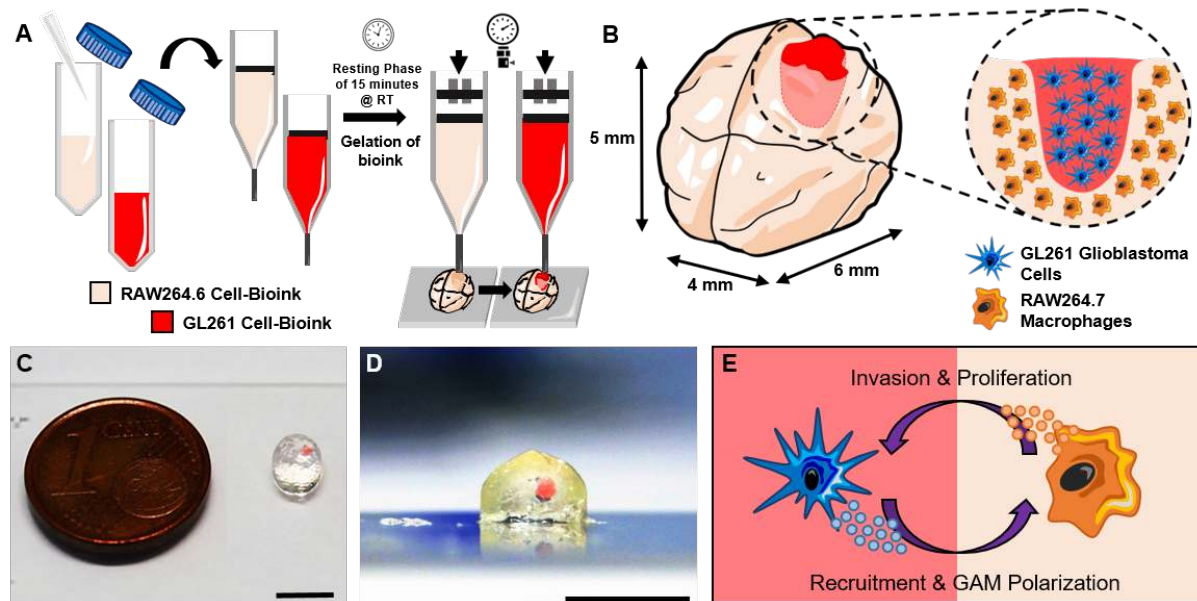 A
Resting Phase
of 15 minutes
@ RT
Gelation of
bioink
RAW264.6 Cell-Bioink
GL261 Cell-Bioink
B
5 mm
4 mm
6 mm
GL261 Glioblastoma
Cells
RAW264.7
Macrophages
C
1
D
E
Invasion & Proliferation
Recruitment & GAM Polarization